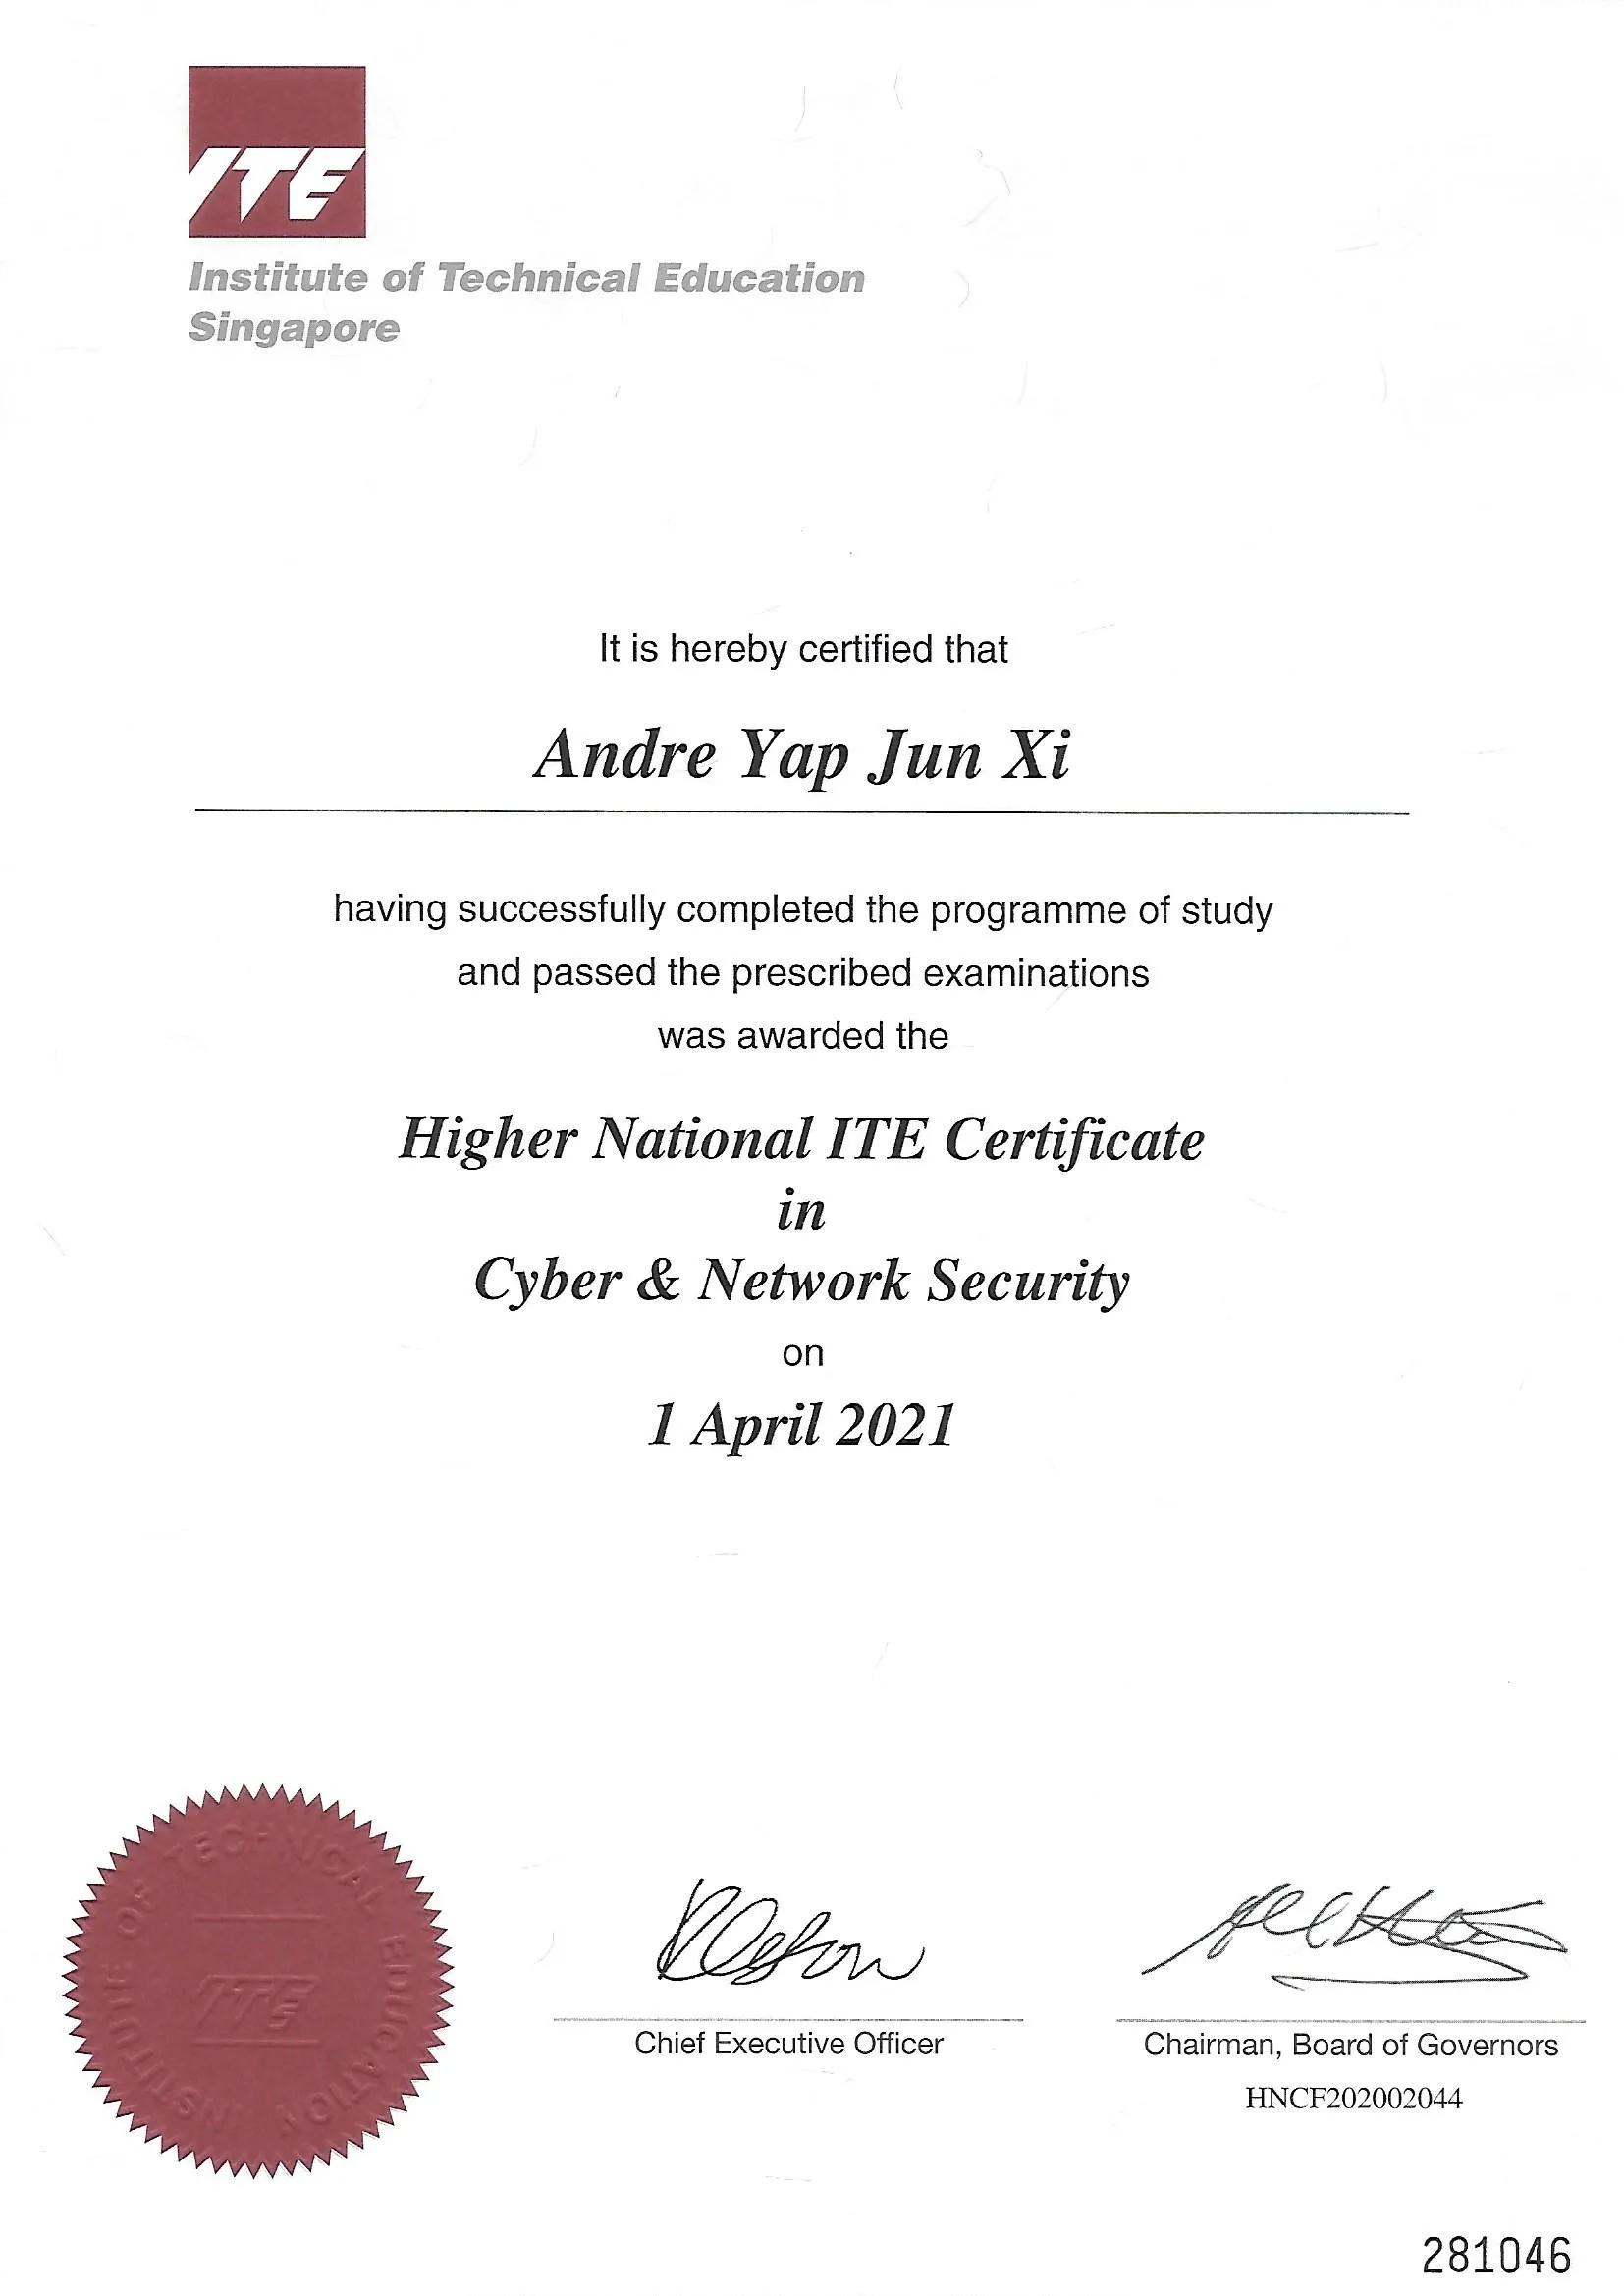 ITE
Institute of Technical Education
Singapore
It is hereby certified that
Andre Yap Jun Xi
having successfully completed the programme of study
and passed the prescribed examinations
was awarded the
Higher National ITE Certificate
in
Cyber & Network Security
on
1 April 2021
INSTITUTE OF TECHNICAL EDUCATION
ITE
Chief Executive Officer
Chairman, Board of Governors
HNCF202002044
281046